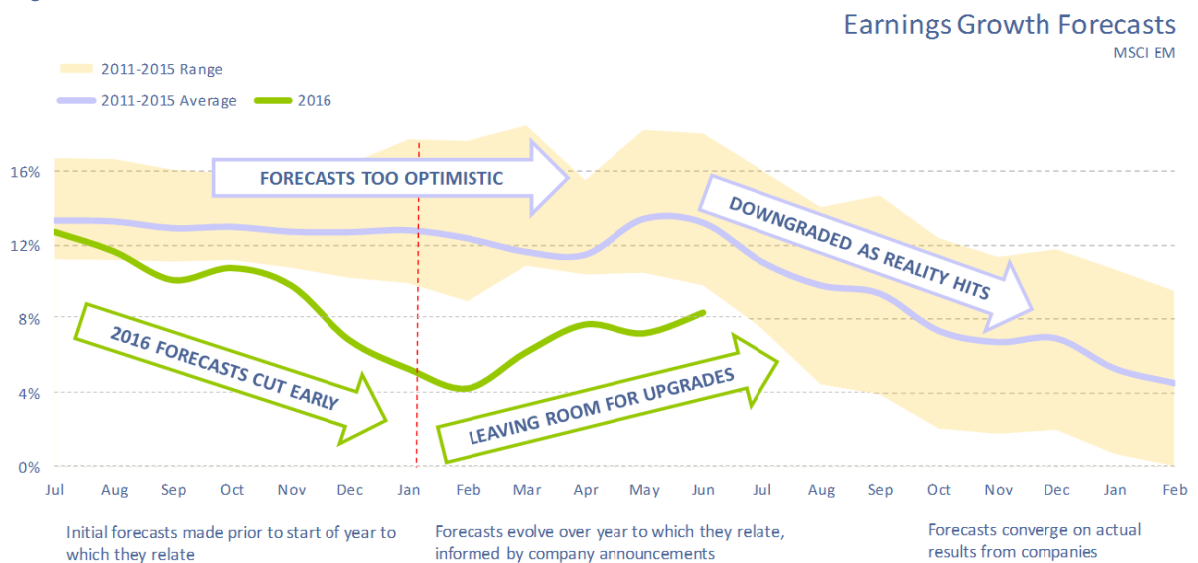 Earnings Growth Forecasts
MSCI EM
2011-2015 Range
2011-2015 Average
2016
16%
12%
8%
4%
0%
FORECASTS TOO OPTIMISTIC
DOWNGRADED AS REALITY HITS
2016 FORECASTS CUT EARLY
LEAVING ROOM FOR UPGRADES
Jul Aug Sep Oct Nov Dec Jan Feb Mar Apr May Jun Jul Aug Sep Oct Nov Dec Jan Feb
Initial forecasts made prior to start of year to
which they relate
Forecasts evolve over year to which they relate,
informed by company announcements
Forecasts converge on actual
results from companies